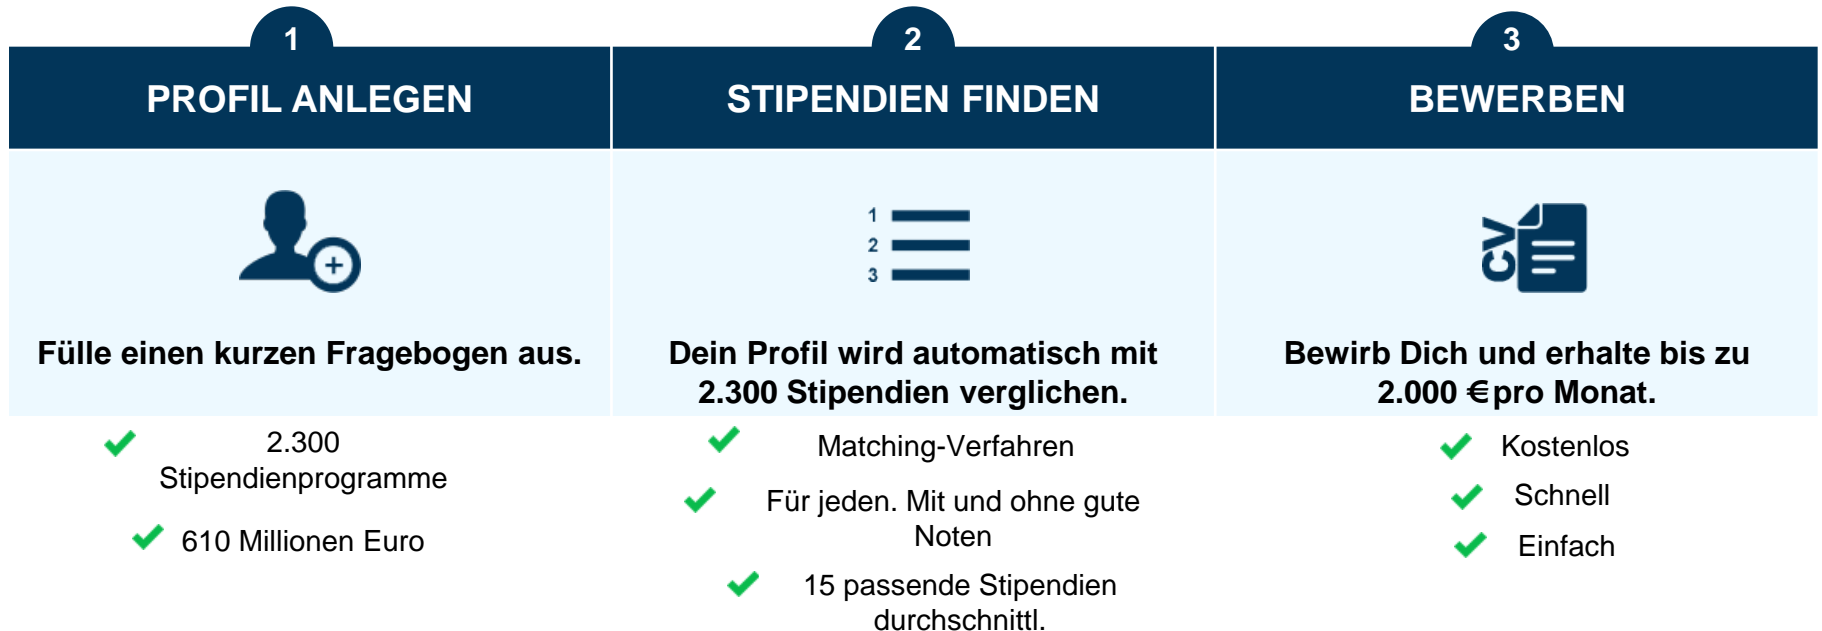 1
PROFIL ANLEGEN
Fülle einen kurzen Fragebogen aus.
2.300
Stipendienprogramme
610 Millionen Euro
2
STIPENDIEN FINDEN
1
2
3
Dein Profil wird automatisch mit
2.300 Stipendien verglichen.
Matching-Verfahren
Für jeden. Mit und ohne gute
Noten
15 passende Stipendien
durchschnittl.
3
BEWERBEN
CV
Bewirb Dich und erhalte bis zu
2.000 € pro Monat.
Kostenlos
Schnell
Einfach